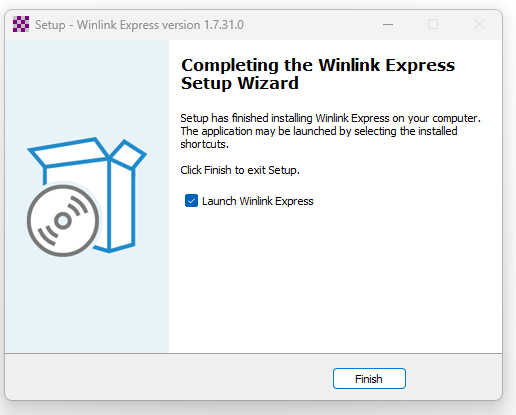 Setup - Winlink Express version 1.7.31.0
Completing the Winlink Express
Setup Wizard
Setup has finished installing Winlink Express on your computer.
The application may be launched by selecting the installed
shortcuts.
Click Finish to exit Setup.
Launch Winlink Express
Finish